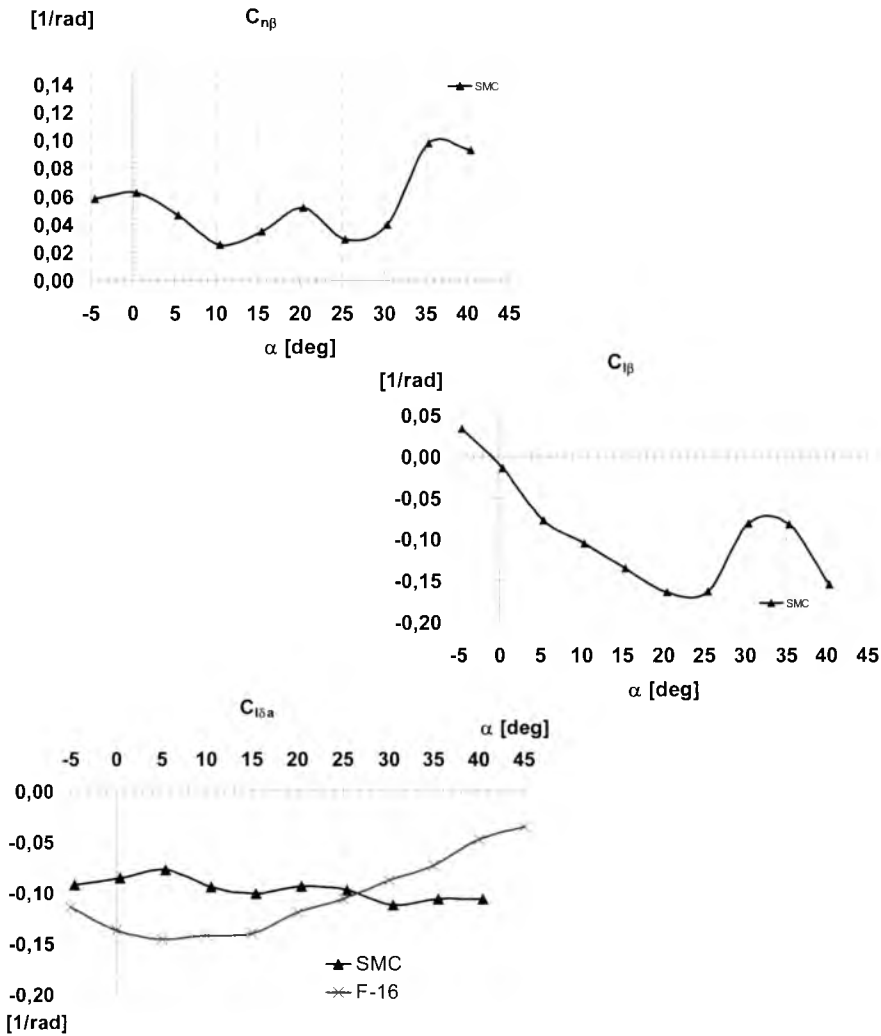 [1/rad] Cnβ
0,14
0,12
0,10
0,08
0,06
0,04
0,02
0,00
SMC
-5 0 5 10 15 20 25 30 35 40 45
α [deg]
[1/rad] Clβ
0,05
0,00
-0,05
-0,10
-0,15
-0,20
SMC
-5 0 5 10 15 20 25 30 35 40 45
α [deg]
Clδa
α [deg]
-5 0 5 10 15 20 25 30 35 40 45
0,00
-0,05
-0,10
-0,15
-0,20
SMC
F-16
[1/rad]